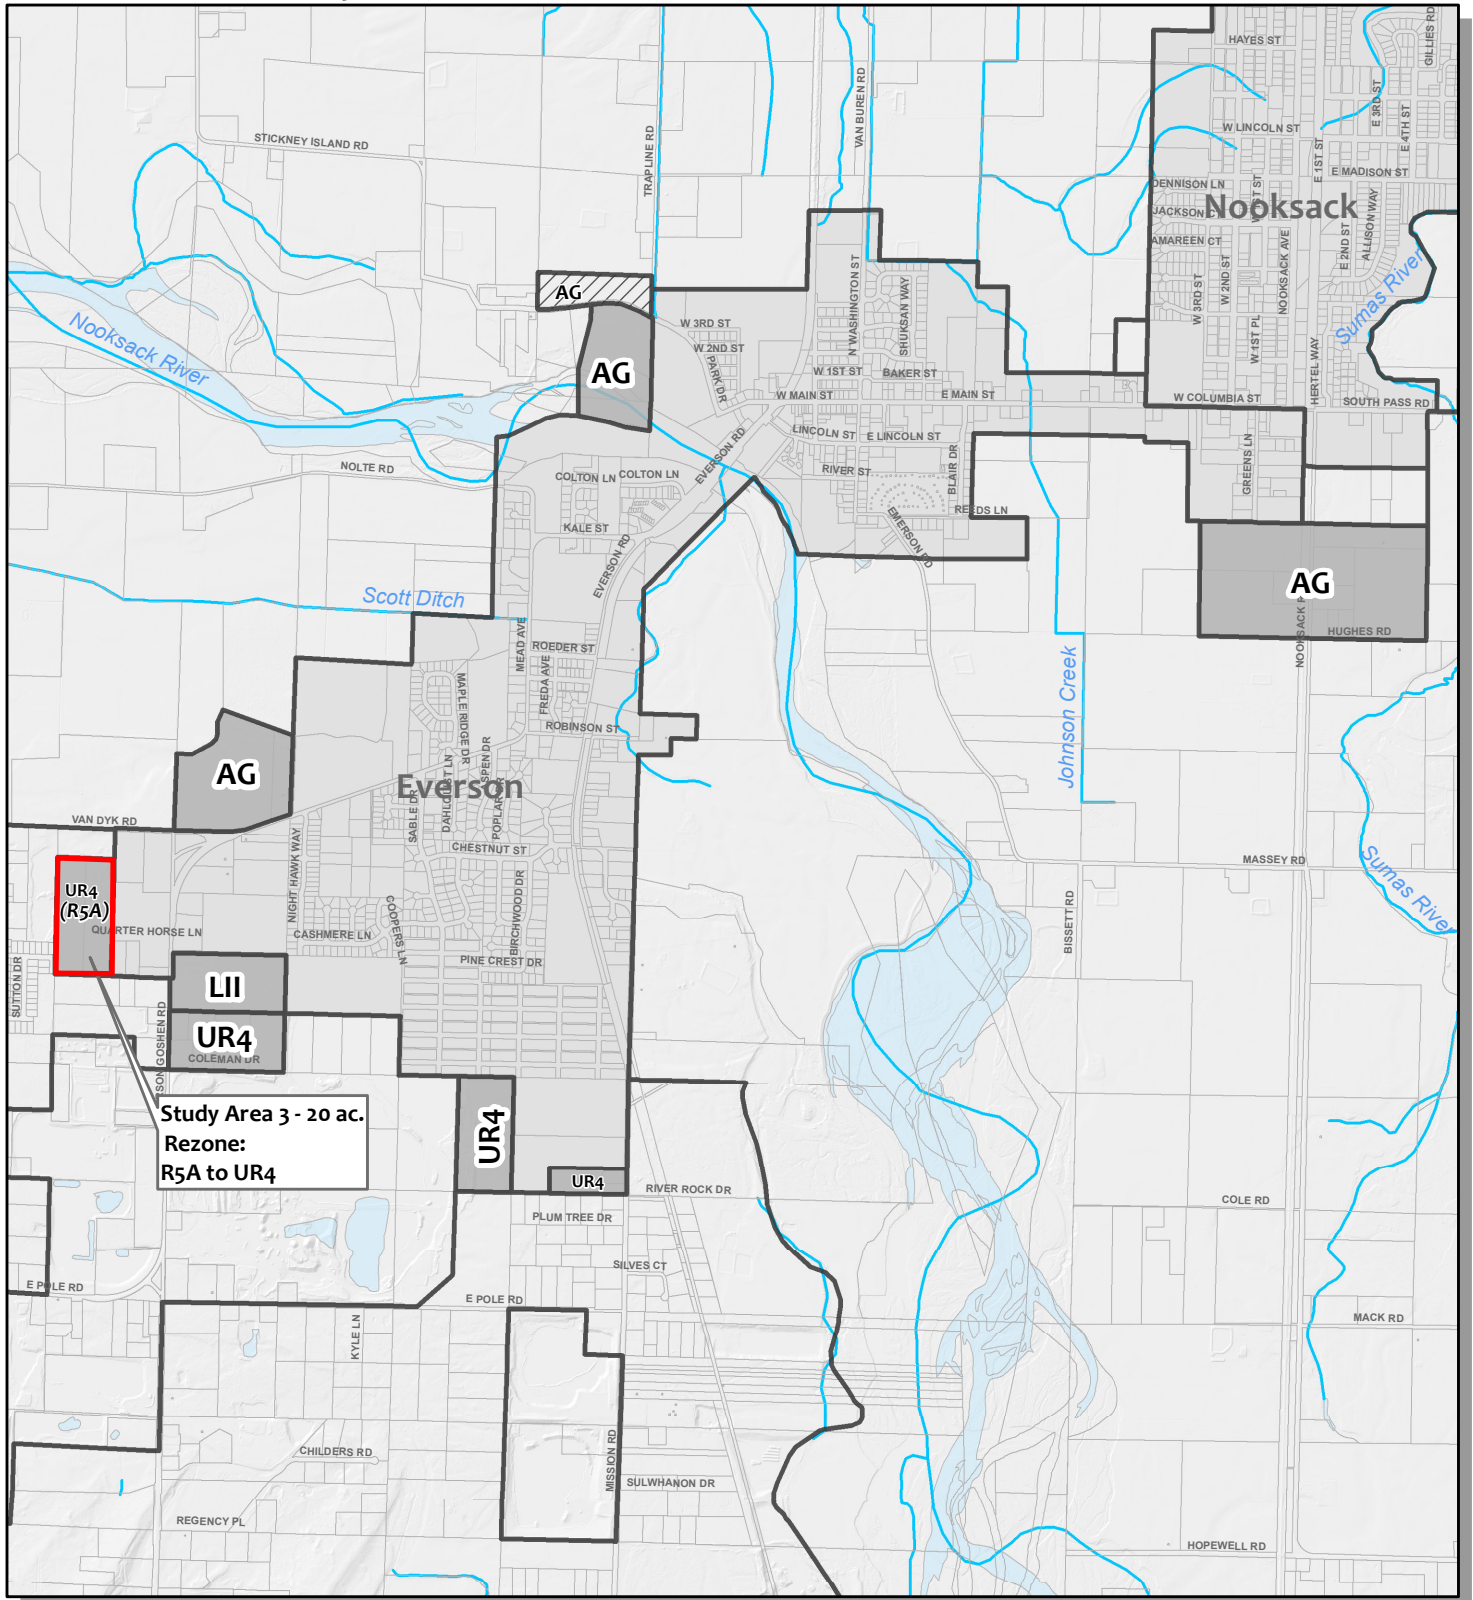 HAYES ST
GILLIES RD
VAN BUREN RD
E 3RD ST
E 4TH ST
W LINCOLN ST
STICKNEY ISLAND RD
TRAPLINE RD
E 1ST ST
E MADISON ST
DENNISON LN
Nooksack
JACKSON
AMAREEN CT
ALLISON WAY
E 2ND ST
NOOKSACK AVE
W 2ND ST
W 3RD ST
Sumas River
AG
N WASHINGTON ST
SHUKSAN WAY
W 3RD ST
W 2ND ST
PARK DR
W 1ST PL
HERTEL WAY
Nooksack River
AG
W 1ST ST
BAKER ST
W MAIN ST
E MAIN ST
W COLUMBIA ST
SOUTH PASS RD
LINCOLN ST
E LINCOLN ST
EVERSON RD
NOLTE RD
COLTON LN
COLTON LN
RIVER ST
BLAIR DR
GREENS LN
REEDS LN
EMERSON RD
KALE ST
EVERSON RD
AG
Scott Ditch
HUGHES RD
MEAD AVE
ROEDER ST
FREDA AVE
MAPLE RIDGE DR
ROBINSON ST
Johnson Creek
AG
Everson
SABLE DR
VAN DYK RD
CHESTNUT ST
NIGHT HAWK WAY
MASSEY RD
Sumas River
UR4
(R5A)
QUARTER HORSE LN
COOPERS LN
CASHMERE LN
BIRCHWOOD DR
BISSETT RD
PINE CREST DR
SUTTON DR
LII
UR4
COLEMAN DR
Study Area 3 - 20 ac.
Rezone:
R5A to UR4
UR4
UR4
RIVER ROCK DR
COLE RD
PLUM TREE DR
SILVES CT
E POLE RD
E POLE RD
KYLE LN
MACK RD
CHILDERS RD
MISSION RD
SULWHANON DR
REGENCY PL
HOPEWELL RD